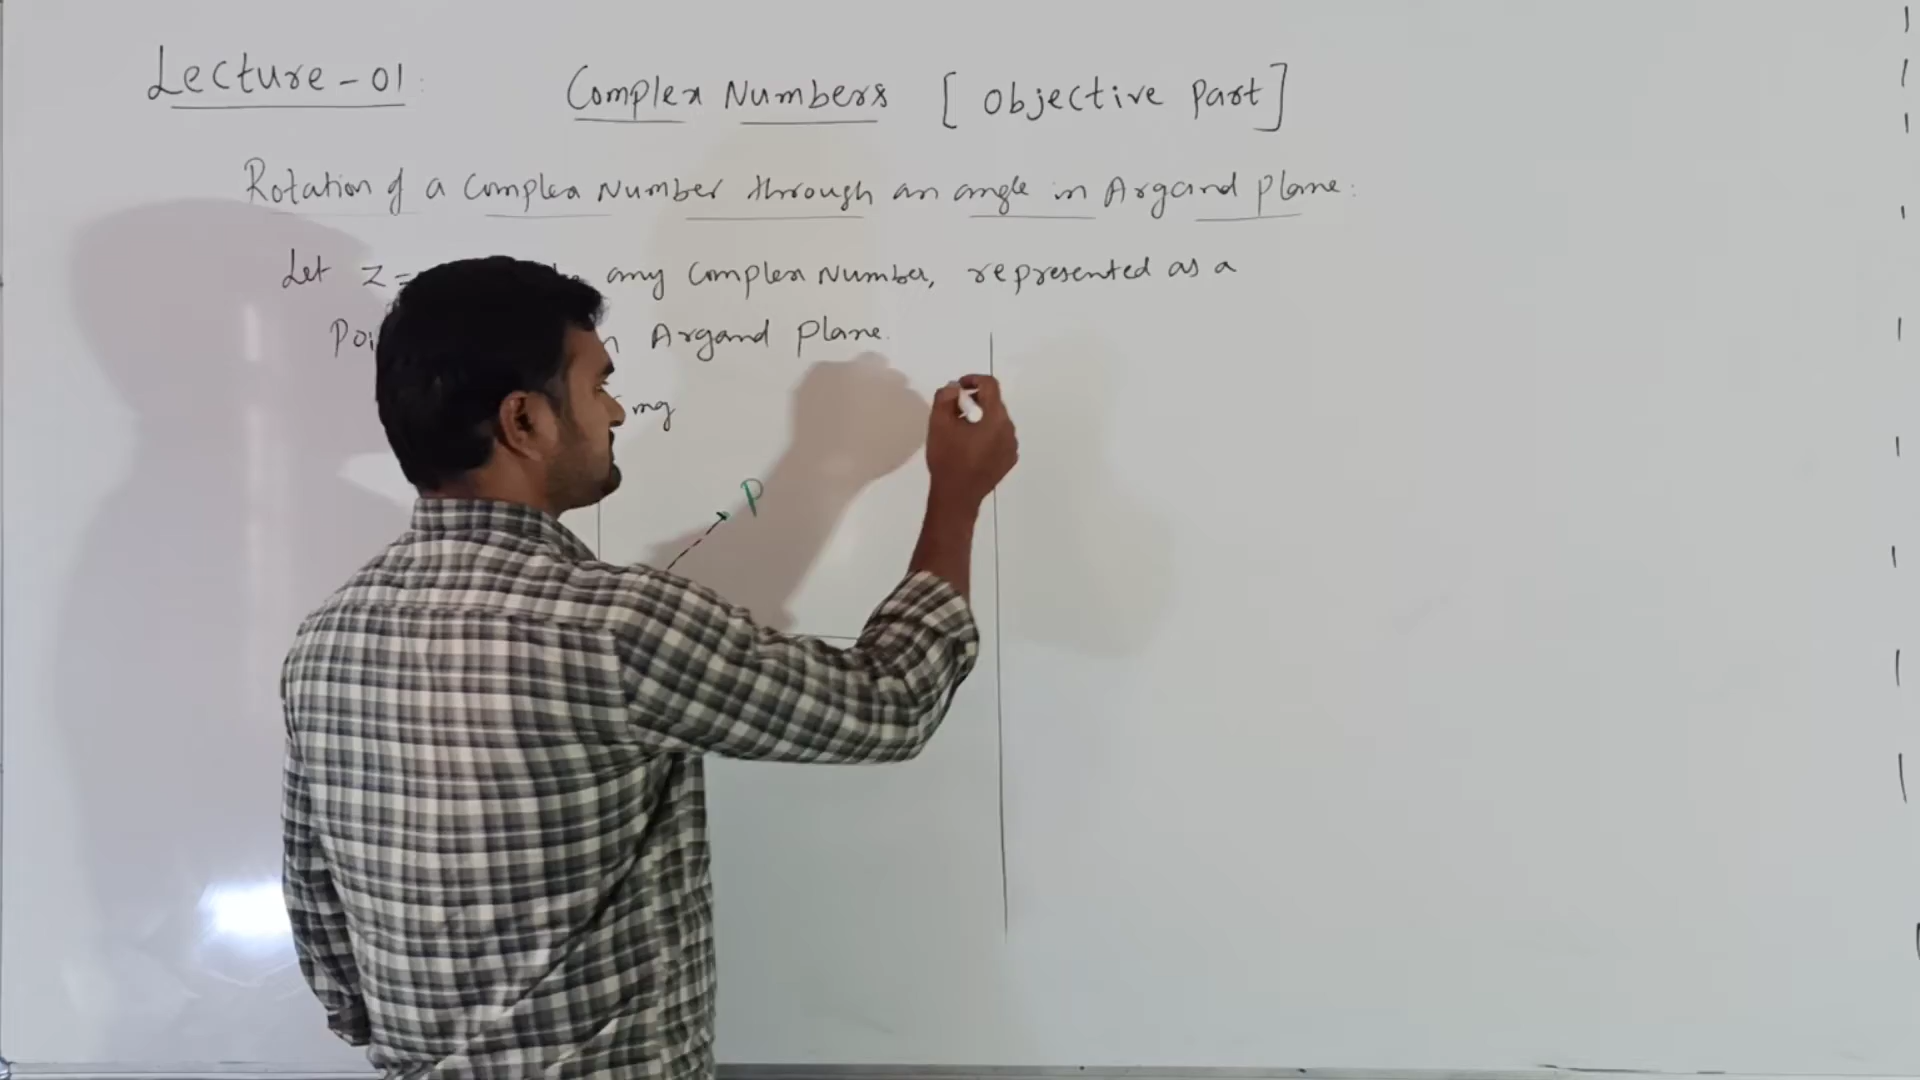 Lecture-01:
Complex Numbers [Objective Part]
Rotation of a Complex Number through an angle in Argand plane:
Let z= any Complex Number, represented as a
Argand plane.
Img
P